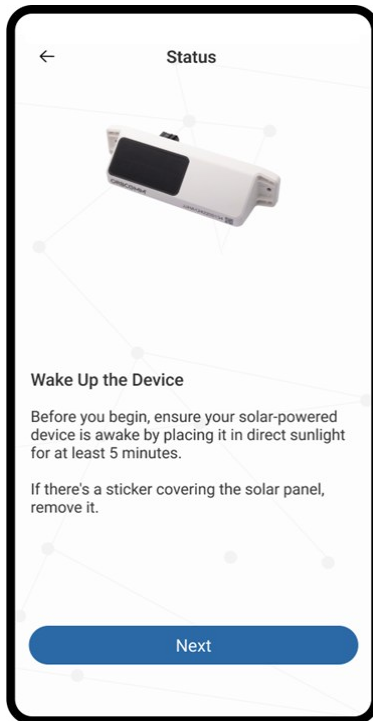 Status
Wake Up the Device
Before you begin, ensure your solar-powered
device is awake by placing it in direct sunlight
for at least 5 minutes.
If there's a sticker covering the solar panel,
remove it.
Next